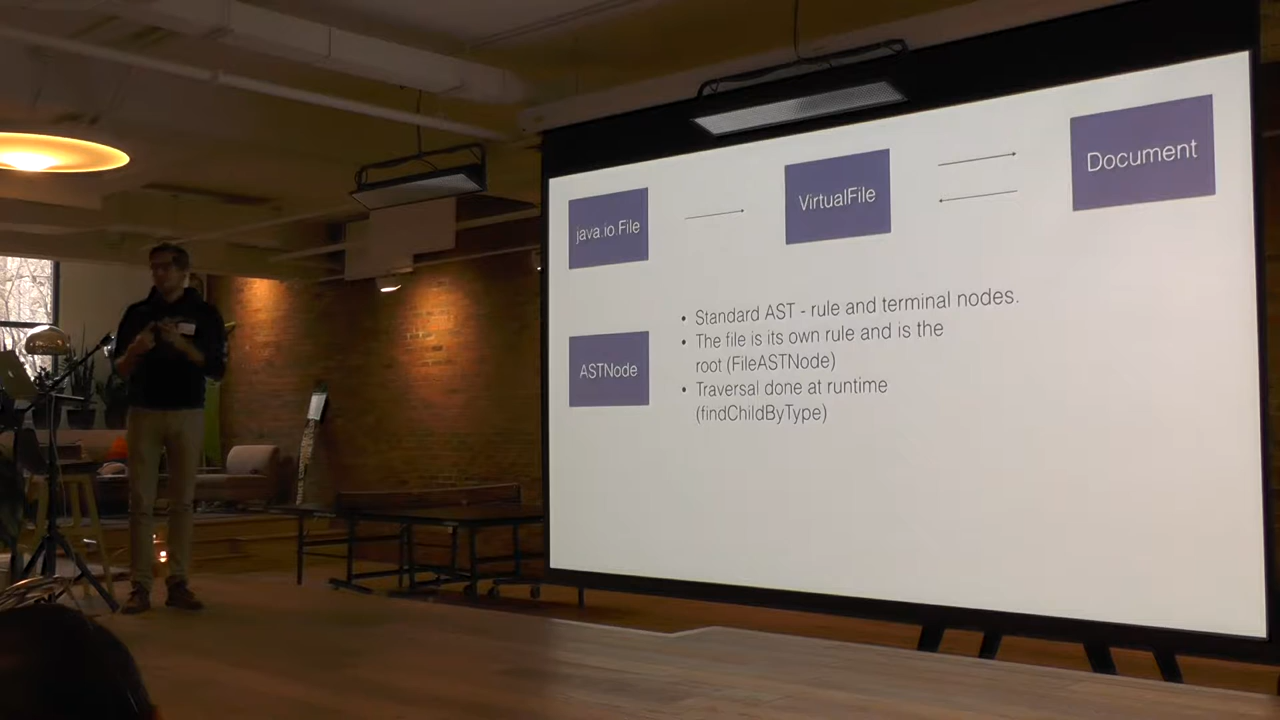 java.io.File
VirtualFile
Document
ASTNode
• Standard AST - rule and terminal nodes.
• The file is its own rule and is the
root (FileASTNode)
• Traversal done at runtime
(findChildByType)